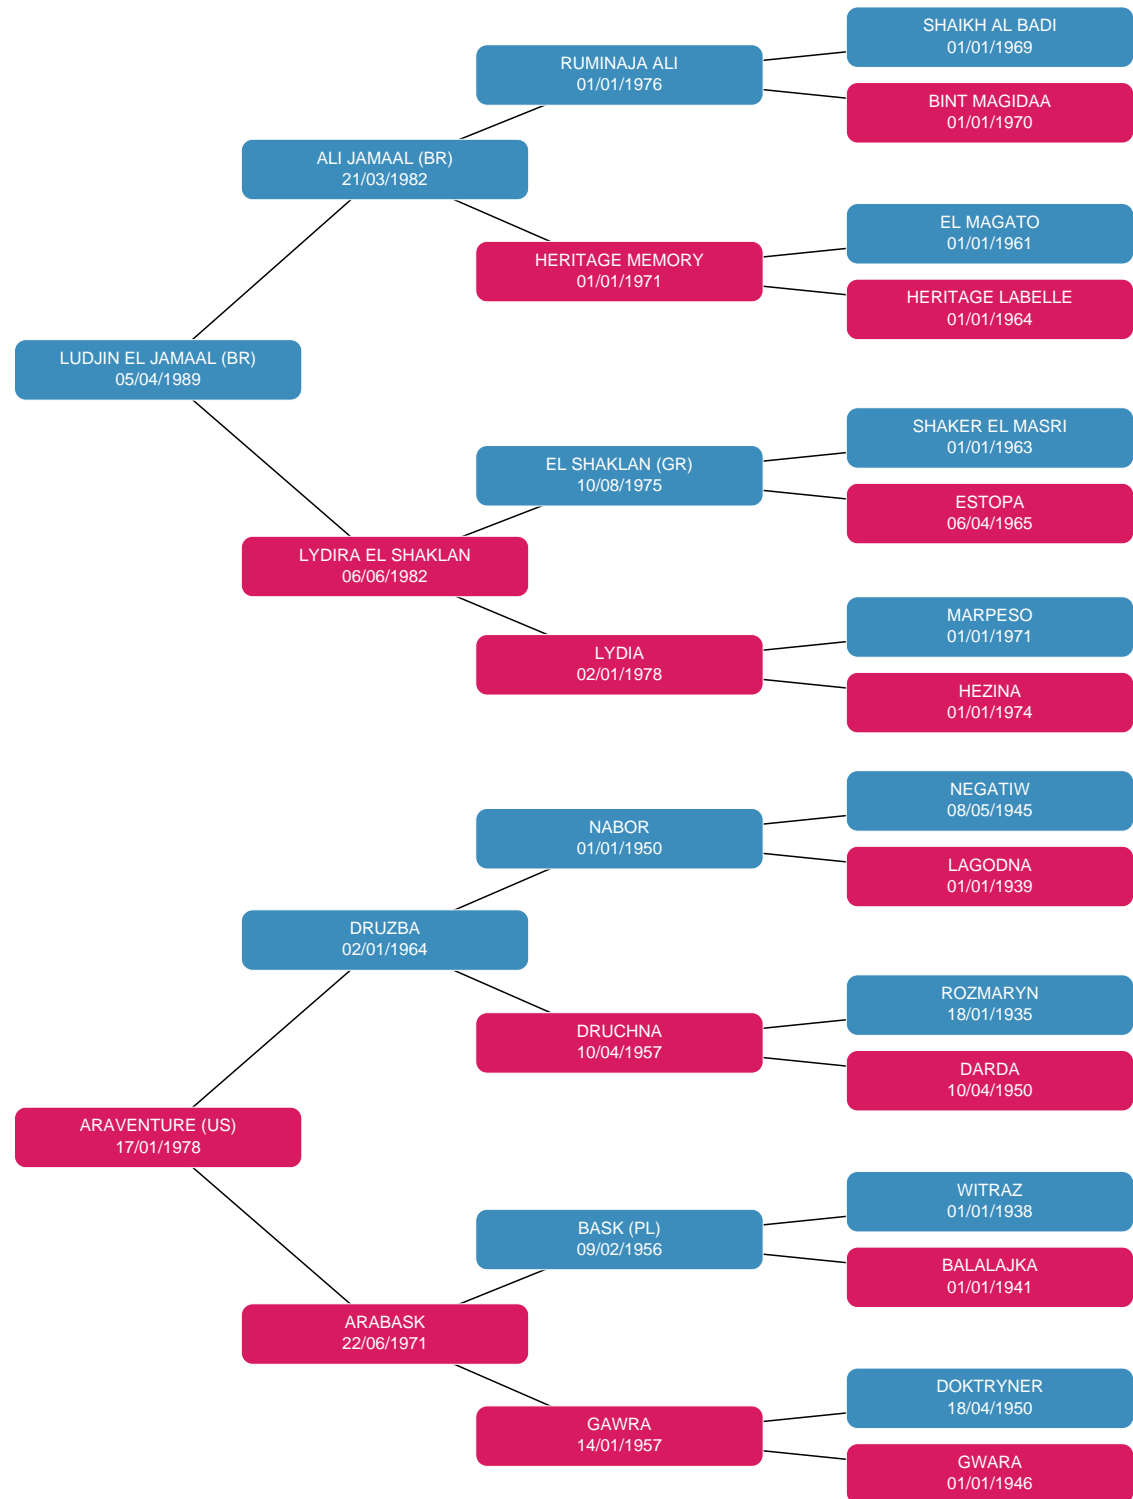 SHAIKH AL BADI
01/01/1969
RUMINAJA ALI
01/01/1976
BINT MAGIDAA
01/01/1970
ALI JAMAAL (BR)
21/03/1982
EL MAGATO
01/01/1961
HERITAGE MEMORY
01/01/1971
HERITAGE LABELLE
01/01/1964
LUDJIN EL JAMAAL (BR)
05/04/1989
SHAKER EL MASRI
01/01/1963
EL SHAKLAN (GR)
10/08/1975
ESTOPA
06/04/1965
LYDIRA EL SHAKLAN
06/06/1982
MARPESO
01/01/1971
LYDIA
02/01/1978
HEZINA
01/01/1974
NEGATIW
08/05/1945
NABOR
01/01/1950
LAGODNA
01/01/1939
DRUZBA
02/01/1964
ROZMARYN
18/01/1935
DRUCHNA
10/04/1957
DARDA
10/04/1950
ARAVENTURE (US)
17/01/1978
WITRAZ
01/01/1938
BASK (PL)
09/02/1956
BALALAJKA
01/01/1941
ARABASK
22/06/1971
DOKTRYNER
18/04/1950
GAWRA
14/01/1957
GWARA
01/01/1946